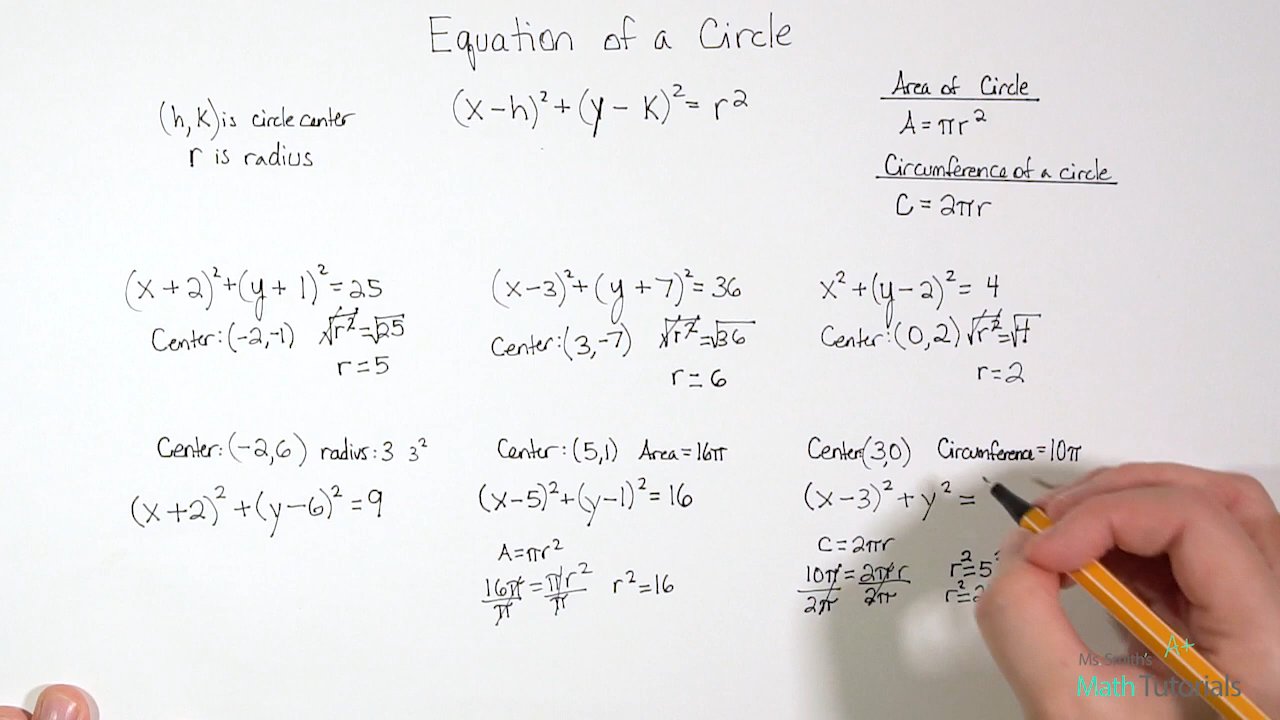 Equation of a Circle
(h, k) is circle center
r is radius
(x - h)² + (y - k)² = r²
Area of Circle
A = πr²
Circumference of a circle
C = 2πr
(x + 2)² + (y + 1)² = 25
Center: (-2, -1) √r² = √25
r = 5
(x - 3)² + (y + 7)² = 36
Center: (3, -7) √r² = √36
r = 6
x² + (y - 2)² = 4
Center: (0, 2) √r² = √4
r = 2
Center: (-2, 6) radius: 3 3²
(x + 2)² + (y - 6)² = 9
Center: (5, 1) Area = 16π
(x - 5)² + (y - 1)² = 16
A = πr²
16π/π = πr²/π r² = 16
Center: (3, 0) Circumference = 10π
(x - 3)² + y² =
C = 2πr
10π/2π = 2πr/2π
r² = 5²
r² = 2
Ms. Smith's A+
Math Tutorials